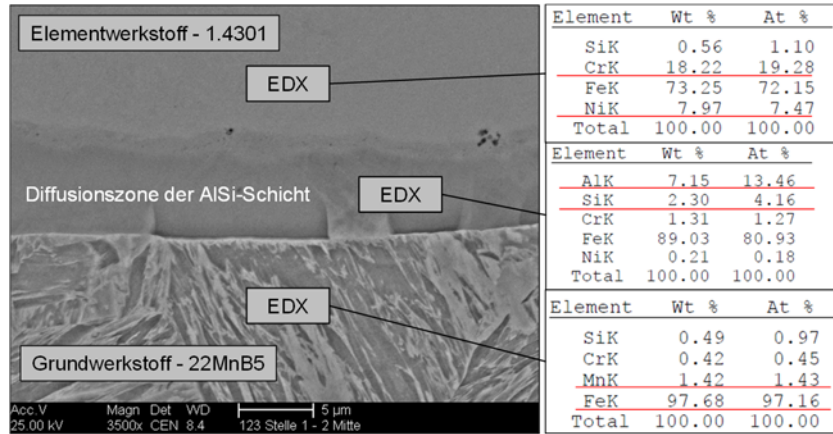 Elementwerkstoff - 1.4301
EDX
Diffusionszone der AlSi-Schicht
EDX
EDX
Grundwerkstoff - 22MnB5
Acc.V Magn Det WD 5 µm
25.00 kV 3500x CEN 8.4 123 Stelle 1 - 2 Mitte
Element Wt % At %
SiK 0.56 1.10
CrK 18.22 19.28
FeK 73.25 72.15
NiK 7.97 7.47
Total 100.00 100.00
Element Wt % At %
AlK 7.15 13.46
SiK 2.30 4.16
CrK 1.31 1.27
FeK 89.03 80.93
NiK 0.21 0.18
Total 100.00 100.00
Element Wt % At %
SiK 0.49 0.97
CrK 0.42 0.45
MnK 1.42 1.43
FeK 97.68 97.16
Total 100.00 100.00